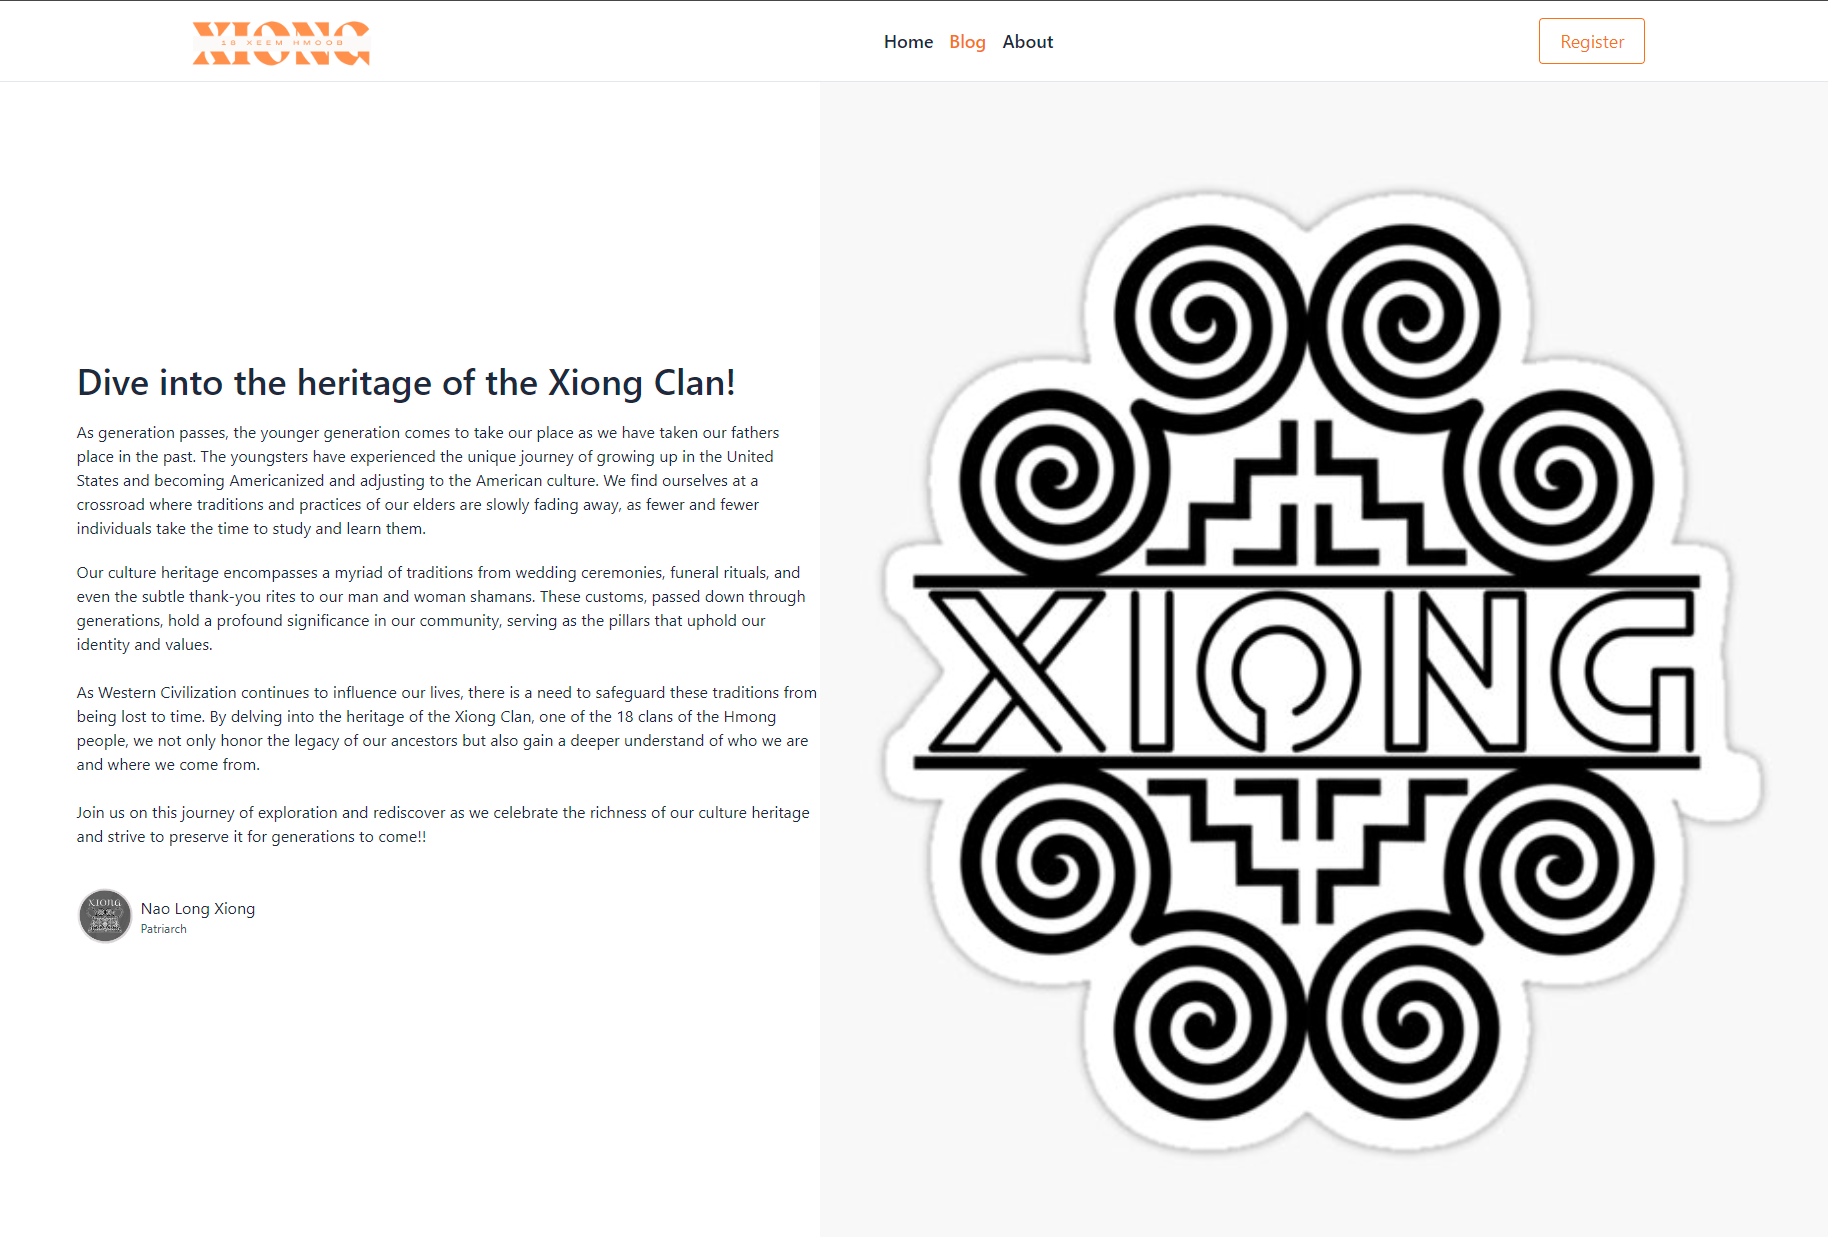 XIONG
18 XEEM HMOOB
Home Blog About
Register
Dive into the heritage of the Xiong Clan!
As generation passes, the younger generation comes to take our place as we have taken our fathers
place in the past. The youngsters have experienced the unique journey of growing up in the United
States and becoming Americanized and adjusting to the American culture. We find ourselves at a
crossroad where traditions and practices of our elders are slowly fading away, as fewer and fewer
individuals take the time to study and learn them.
Our culture heritage encompasses a myriad of traditions from wedding ceremonies, funeral rituals, and
even the subtle thank-you rites to our man and woman shamans. These customs, passed down through
generations, hold a profound significance in our community, serving as the pillars that uphold our
identity and values.
As Western Civilization continues to influence our lives, there is a need to safeguard these traditions from
being lost to time. By delving into the heritage of the Xiong Clan, one of the 18 clans of the Hmong
people, we not only honor the legacy of our ancestors but also gain a deeper understand of who we are
and where we come from.
Join us on this journey of exploration and rediscover as we celebrate the richness of our culture heritage
and strive to preserve it for generations to come!!
XIONG
Nao Long Xiong
Patriarch
XIONG